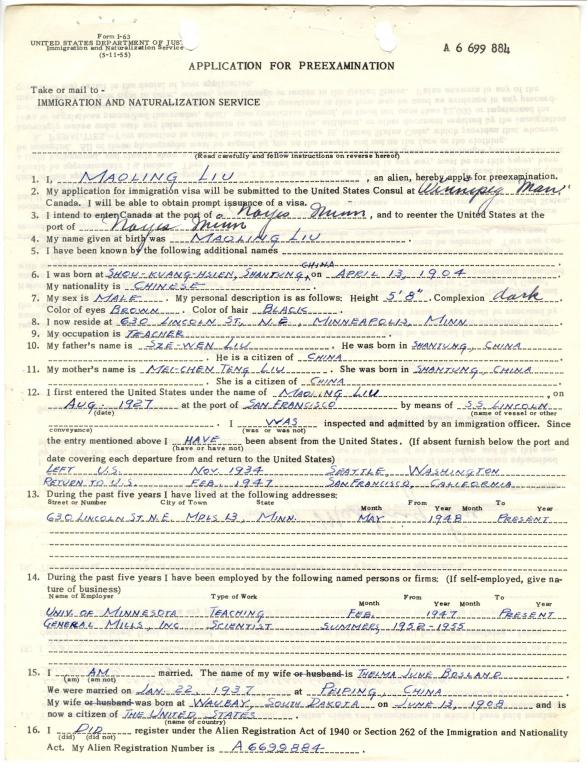 Form I-63
UNITED STATES DEPARTMENT OF JUS
Immigration and Naturalization Service
(5-11-55)
A 6 699 884
APPLICATION FOR PREEXAMINATION
Take or mail to -
IMMIGRATION AND NATURALIZATION SERVICE
(Read carefully and follow instructions on reverse hereof)
1. I, MAOLING LIU, an alien, hereby apply for preexamination.
2. My application for immigration visa will be submitted to the United States Consul at Winnipeg Man
Canada. I will be able to obtain prompt issuance of a visa.
3. I intend to enter Canada at the port of a Noyes Minn, and to reenter the United States at the
port of Noyes Minn
4. My name given at birth was MAOLING LIU.
5. I have been known by the following additional names
CHINA
6. I was born at SHOU-KUANG-HSIEN, SHANTUNG, on APRIL 13, 1904
My nationality is CHINESE
7. My sex is MALE. My personal description is as follows: Height 5' 8". Complexion dark
Color of eyes BROWN. Color of hair BLACK.
8. I now reside at 630 LINCOLN ST, N.E., MINNEAPOLIS, MINN.
9. My occupation is TEACHER
10. My father's name is SZE-WEN LIU. He was born in SHANTUNG, CHINA
. He is a citizen of CHINA
11. My mother's name is MEI-CHEN TENG LIU. She was born in SHANTUNG, CHINA
. She is a citizen of CHINA
12. I first entered the United States under the name of MAOLING LIU, on
AUG. 1927 at the port of SAN FRANCISCO by means of S.S. LINCOLN
(date) (name of vessel or other
. I WAS inspected and admitted by an immigration officer. Since
conveyance) (was or was not)
the entry mentioned above I HAVE been absent from the United States. (If absent furnish below the port and
(have or have not)
date covering each departure from and return to the United States)
LEFT U.S. NOV. 1934 SEATTLE, WASHINGTON
RETURN TO U.S. FEB. 1947 SAN FRANCISCO, CALIFORNIA
13. During the past five years I have lived at the following addresses:
Street or Number City of Town State From To
Month Year Month Year
630 LINCOLN ST. N.E. MPLS 13, MINN. MAY 1948 PRESENT
14. During the past five years I have been employed by the following named persons or firms: (If self-employed, give na-
ture of business)
Name of Employer Type of Work From To
Month Year Month Year
UNIV. OF MINNESOTA TEACHING FEB. 1947 PRESENT
GENERAL MILLS, INC SCIENTIST SUMMERS, 1952-1955
15. I AM married. The name of my wife or husband is THELMA JUNE BOSLAND
(am) (am not)
We were married on JAN. 22, 1937 at PEIPING, CHINA
My wife or husband was born at WAUBAY, SOUTH DAKOTA on JUNE 13, 1908 and is
now a citizen of THE UNITED STATES
(name of country)
16. I DID register under the Alien Registration Act of 1940 or Section 262 of the Immigration and Nationality
(did) (did not)
Act. My Alien Registration Number is A 6699884